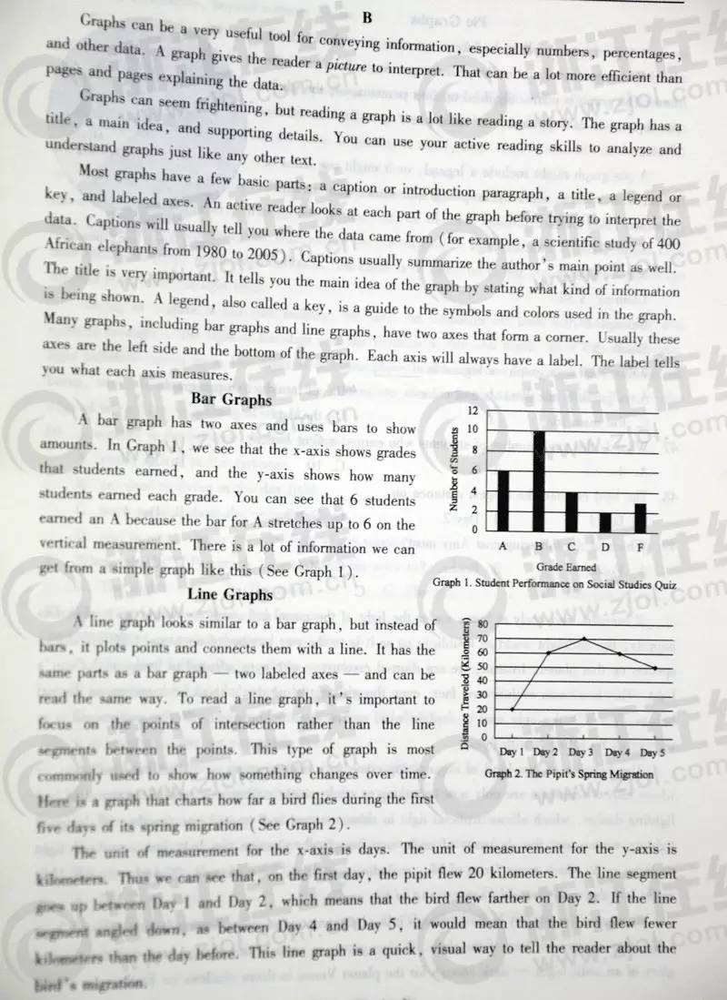 B
Graphs can be a very useful tool for conveying information, especially numbers, percentages,
and other data. A graph gives the reader a picture to interpret. That can be a lot more efficient than
pages and pages explaining the data.
Graphs can seem frightening, but reading a graph is a lot like reading a story. The graph has a
title, a main idea, and supporting details. You can use your active reading skills to analyze and
understand graphs just like any other text.
Most graphs have a few basic parts: a caption or introduction paragraph, a title, a legend or
key, and labeled axes. An active reader looks at each part of the graph before trying to interpret the
data. Captions will usually tell you where the data came from (for example, a scientific study of 400
African elephants from 1980 to 2005). Captions usually summarize the author's main point as well.
The title is very important. It tells you the main idea of the graph by stating what kind of information
is being shown. A legend, also called a key, is a guide to the symbols and colors used in the graph.
Many graphs, including bar graphs and line graphs, have two axes that form a corner. Usually these
axes are the left side and the bottom of the graph. Each axis will always have a label. The label tells
you what each axis measures.
Bar Graphs
A bar graph has two axes and uses bars to show
amounts. In Graph 1, we see that the x-axis shows grades
that students earned, and the y-axis shows how many
students earned each grade. You can see that 6 students
earned an A because the bar for A stretches up to 6 on the
vertical measurement. There is a lot of information we can
get from a simple graph like this (See Graph 1).
Number of Students
12
10
8
6
4
2
0
A B C D F
Grade Earned
Graph 1. Student Performance on Social Studies Quiz
Line Graphs
A line graph looks similar to a bar graph, but instead of
bars, it plots points and connects them with a line. It has the
same parts as a bar graph — two labeled axes — and can be
read the same way. To read a line graph, it's important to
focus on the points of intersection rather than the line
segments between the points. This type of graph is most
commonly used to show how something changes over time.
Here is a graph that charts how far a bird flies during the first
five days of its spring migration (See Graph 2).
Distance Traveled (Kilometers)
80
70
60
50
40
30
20
10
0
Day 1 Day 2 Day 3 Day 4 Day 5
Graph 2. The Pipit's Spring Migration
The unit of measurement for the x-axis is days. The unit of measurement for the y-axis is
kilometers. Thus we can see that, on the first day, the pipit flew 20 kilometers. The line segment
goes up between Day 1 and Day 2, which means that the bird flew farther on Day 2. If the line
segment angled down, as between Day 4 and Day 5, it would mean that the bird flew fewer
kilometers than the day before. This line graph is a quick, visual way to tell the reader about the
bird's migration.
浙江在线
www.zjol.com.cn